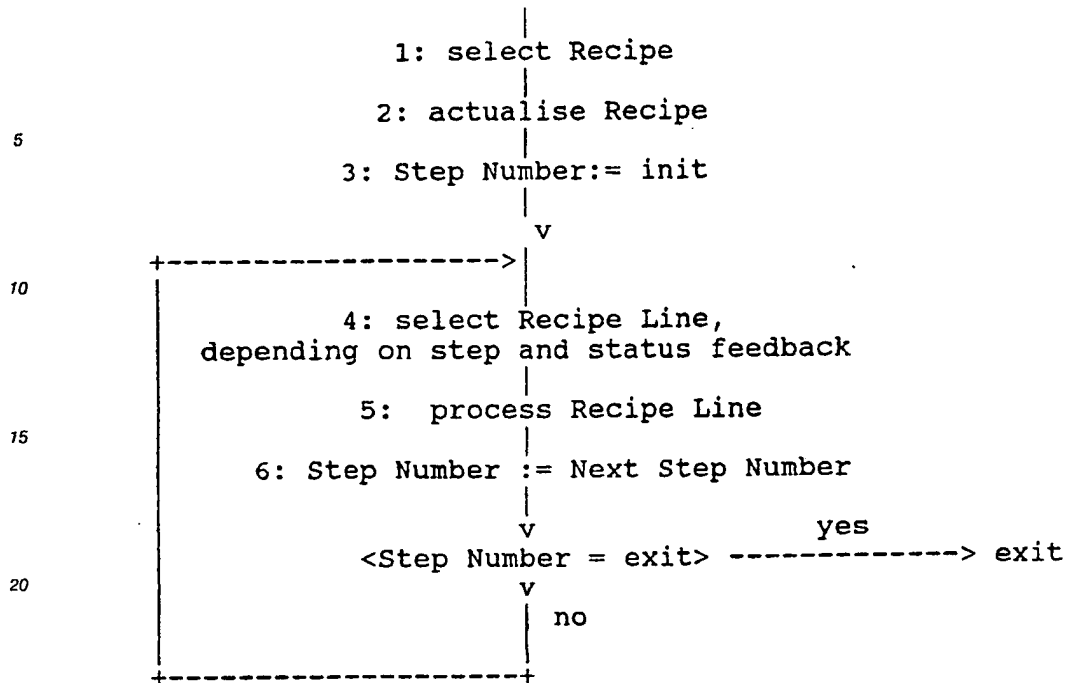 1: select Recipe
2: actualise Recipe
5
3: Step Number:= init
v
+-------------------->
10
4: select Recipe Line,
depending on step and status feedback
5: process Recipe Line
15
6: Step Number := Next Step Number
v
yes
<Step Number = exit> -------------> exit
20
v
no
+---------------------+